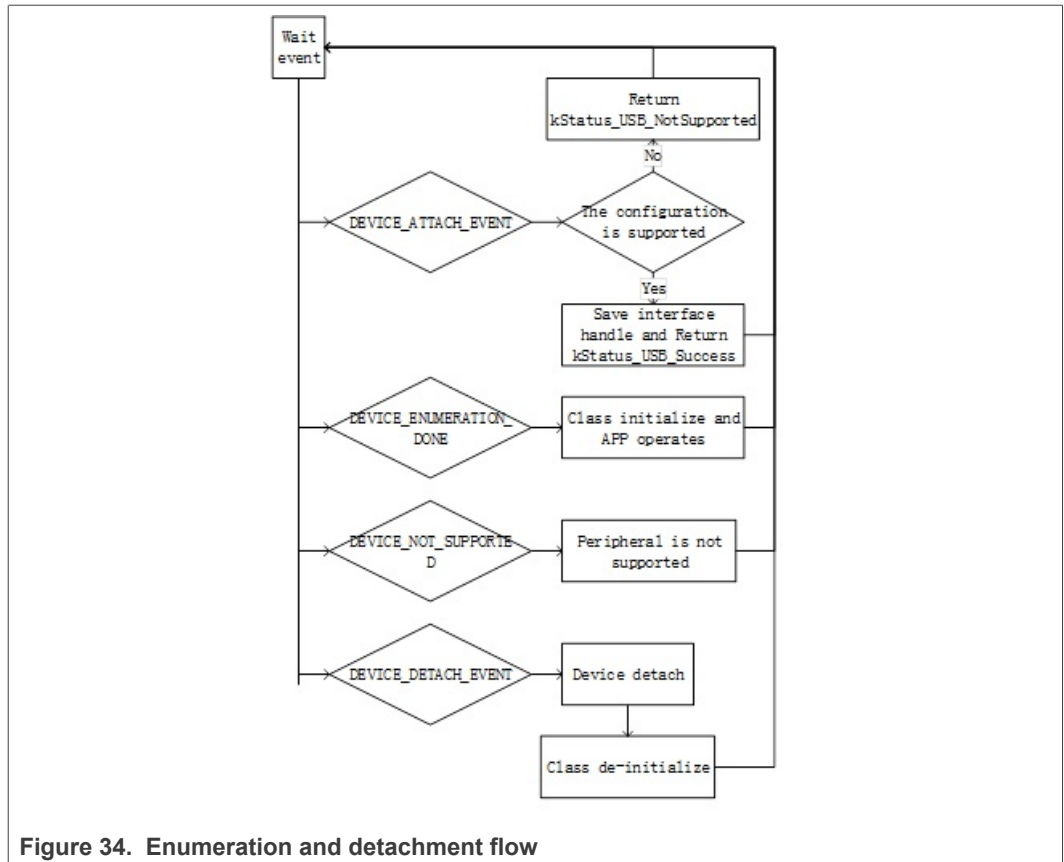 Wait
event
Return
kStatus_USB_NotSupported
No
DEVICE_ATTACH_EVENT
The configuration
is supported
Yes
Save interface
handle and Return
kStatus_USB_Success
DEVICE_ENUMERATION_
DONE
Class initialize and
APP operates
DEVICE_NOT_SUPPORTE
D
Peripheral is not
supported
DEVICE_DETACH_EVENT
Device detach
Class de-initialize
Figure 34. Enumeration and detachment flow